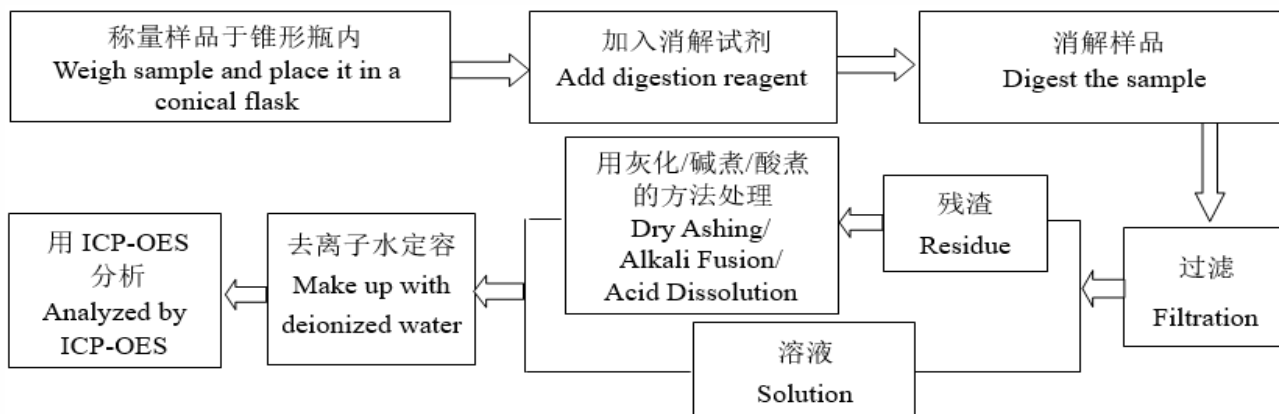 称量样品于锥形瓶内
Weigh sample and place it in a
conical flask
加入消解试剂
Add digestion reagent
消解样品
Digest the sample
过滤
Filtration
残渣
Residue
用灰化/碱煮/酸煮
的方法处理
Dry Ashing/
Alkali Fusion/
Acid Dissolution
溶液
Solution
去离子水定容
Make up with
deionized water
用 ICP-OES
分析
Analyzed by
ICP-OES